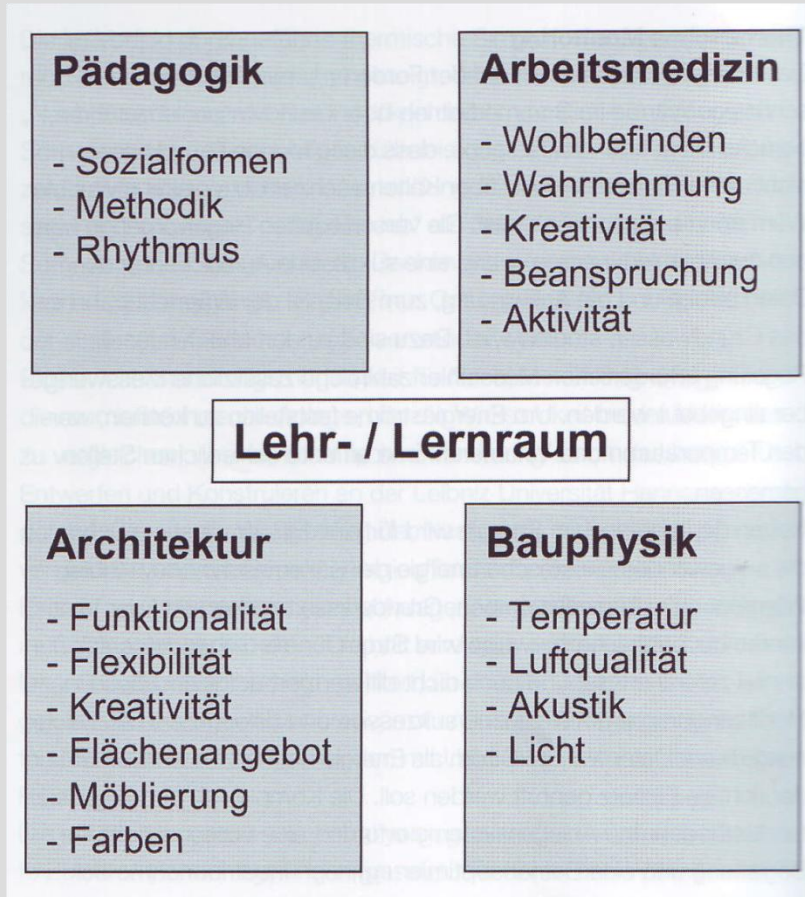 Pädagogik
- Sozialformen
- Methodik
- Rhythmus
Arbeitsmedizin
- Wohlbefinden
- Wahrnehmung
- Kreativität
- Beanspruchung
- Aktivität
Lehr- / Lernraum
Architektur
- Funktionalität
- Flexibilität
- Kreativität
- Flächenangebot
- Möblierung
- Farben
Bauphysik
- Temperatur
- Luftqualität
- Akustik
- Licht